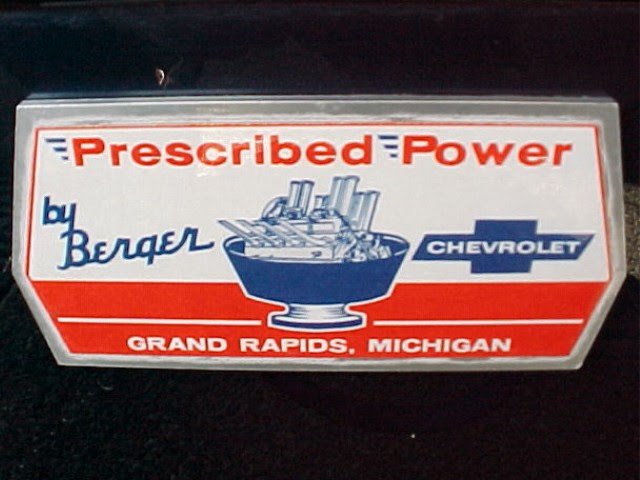 Prescribed Power
by
Berger
CHEVROLET
GRAND RAPIDS, MICHIGAN